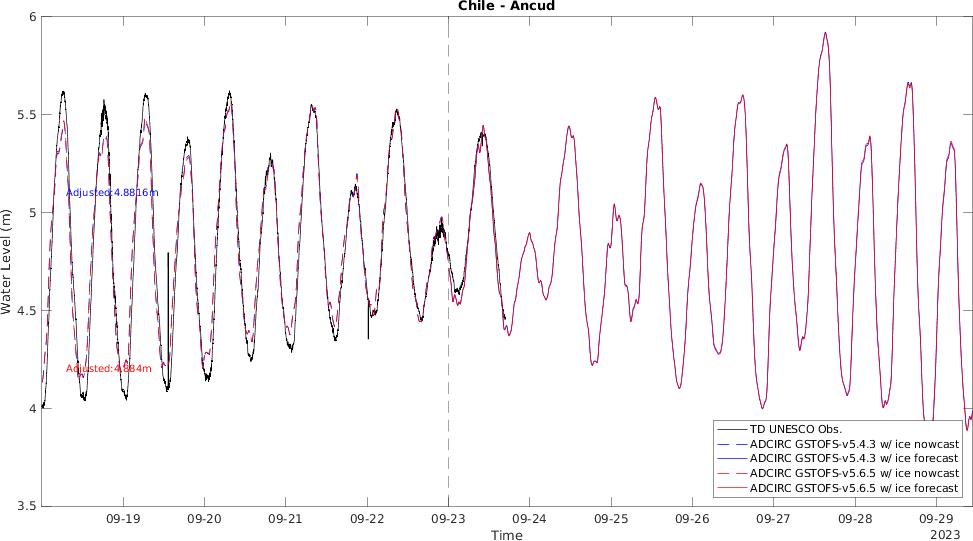 Chile - Ancud
6
5.5
5
4.5
4
3.5
Water Level (m)
Adjusted:4.8816m
Adjusted:4.884m
TD UNESCO Obs.
ADCIRC GSTOFS-v5.4.3 w/ ice nowcast
ADCIRC GSTOFS-v5.4.3 w/ ice forecast
ADCIRC GSTOFS-v5.6.5 w/ ice nowcast
ADCIRC GSTOFS-v5.6.5 w/ ice forecast
09-19 09-20 09-21 09-22 09-23 09-24 09-25 09-26 09-27 09-28 09-29
2023
Time